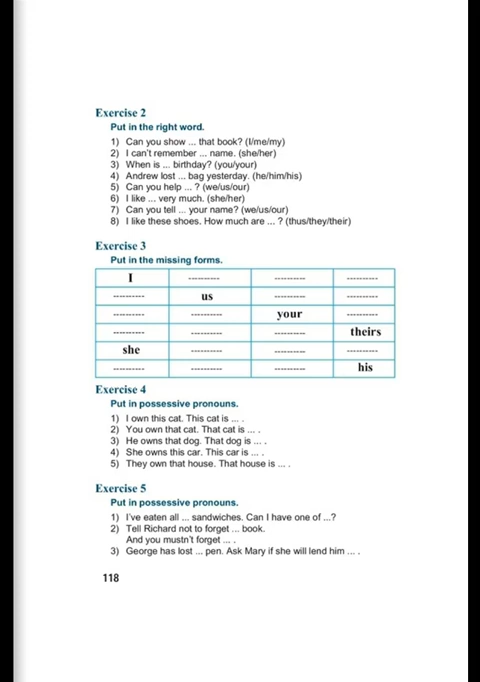 Exercise 2
Put in the right word.
1) Can you show ... that book? (I/me/my)
2) I can't remember ... name. (she/her)
3) When is ... birthday? (you/your)
4) Andrew lost ... bag yesterday. (he/him/his)
5) Can you help ... ? (we/us/our)
6) I like ... very much. (she/her)
7) Can you tell ... your name? (we/us/our)
8) I like these shoes. How much are ... ? (thus/they/their)
Exercise 3
Put in the missing forms.
I ---------- ---------- ----------
---------- us ---------- ----------
---------- ---------- your ----------
---------- ---------- ---------- theirs
she ---------- ---------- ----------
---------- ---------- ---------- his
Exercise 4
Put in possessive pronouns.
1) I own this cat. This cat is ... .
2) You own that cat. That cat is ... .
3) He owns that dog. That dog is ... .
4) She owns this car. This car is ... .
5) They own that house. That house is ... .
Exercise 5
Put in possessive pronouns.
1) I've eaten all ... sandwiches. Can I have one of ...?
2) Tell Richard not to forget ... book.
And you mustn't forget ... .
3) George has lost ... pen. Ask Mary if she will lend him ... .
118